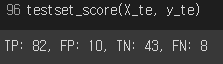 96 testset_score(X_te, y_te)
TP: 82, FP: 10, TN: 43, FN: 8